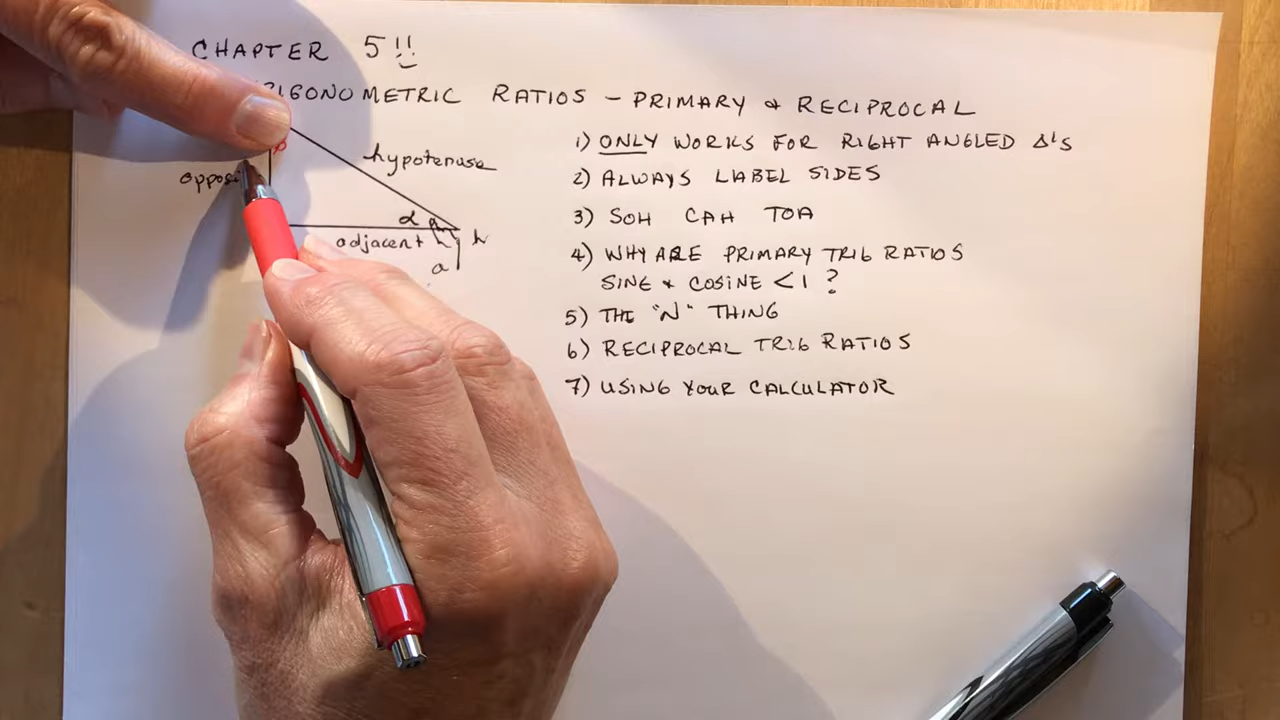 CHAPTER 5!!
TRIGONOMETRIC RATIOS – PRIMARY & RECIPROCAL
hypotenuse
α
adjacent
h
a
1) ONLY WORKS FOR RIGHT ANGLED Δ'S
2) ALWAYS LABEL SIDES
3) SOH CAH TOA
4) WHY ARE PRIMARY TRIG RATIOS
SINE & COSINE < 1 ?
5) THE "N" THING
6) RECIPROCAL TRIG RATIOS
7) USING YOUR CALCULATOR